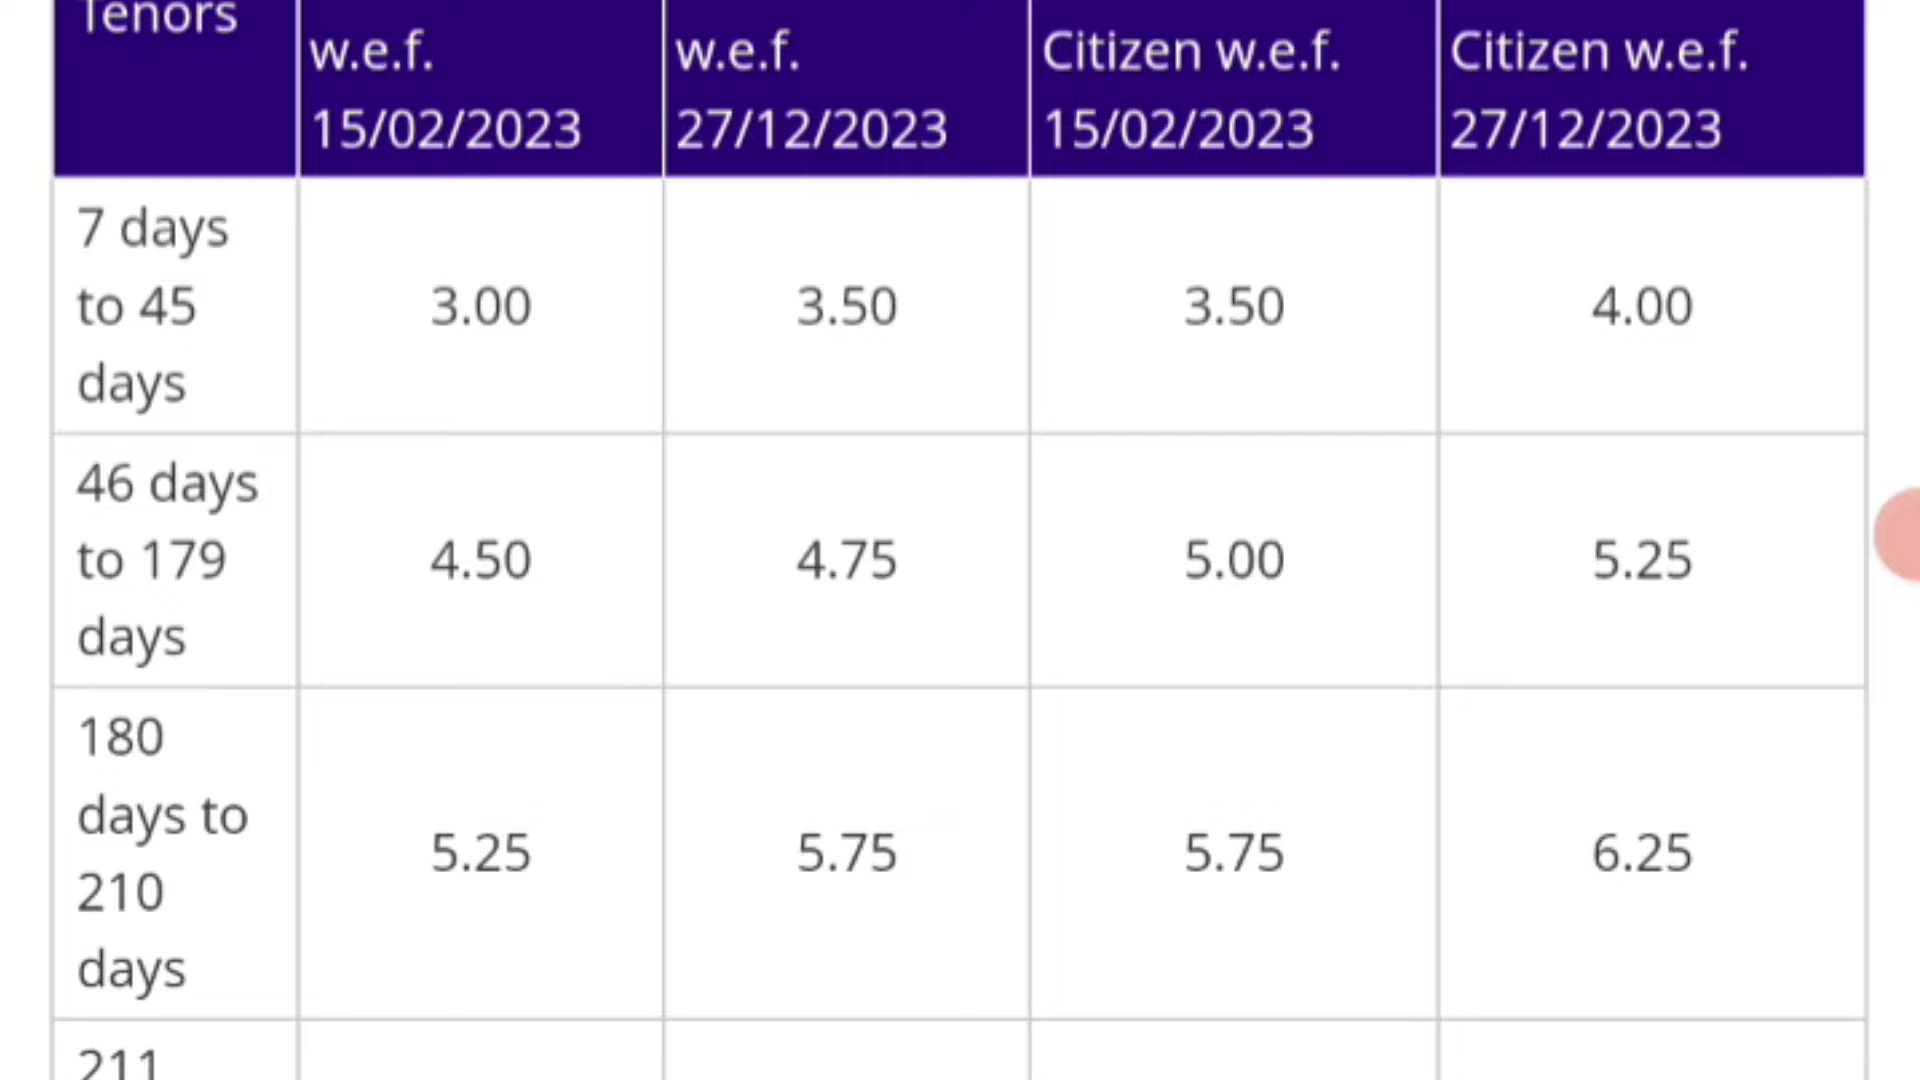 Tenors
w.e.f.
15/02/2023
w.e.f.
27/12/2023
Citizen w.e.f.
15/02/2023
Citizen w.e.f.
27/12/2023
7 days
to 45
days
3.00
3.50
3.50
4.00
46 days
to 179
days
4.50
4.75
5.00
5.25
180
days to
210
days
5.25
5.75
5.75
6.25
211